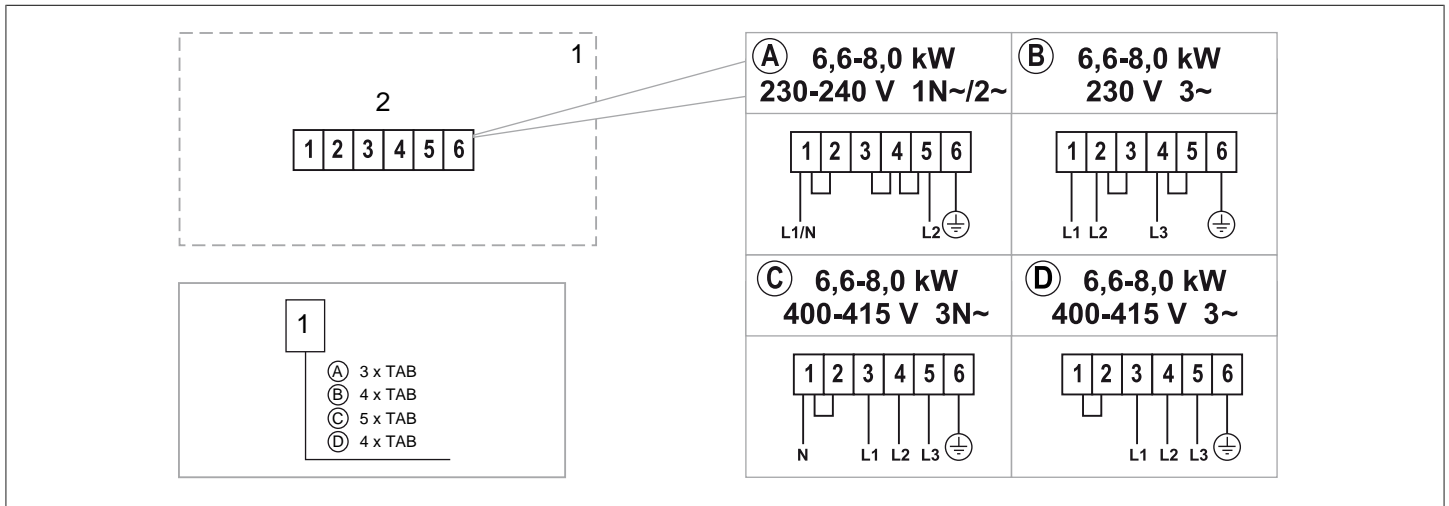 1
2
1 2 3 4 5 6
1
Ⓐ 3 x TAB
Ⓑ 4 x TAB
Ⓒ 5 x TAB
Ⓓ 4 x TAB
Ⓐ 6,6-8,0 kW
230-240 V 1N~/2~
1 2 3 4 5 6
L1/N L2
Ⓑ 6,6-8,0 kW
230 V 3~
1 2 3 4 5 6
L1 L2 L3
Ⓒ 6,6-8,0 kW
400-415 V 3N~
1 2 3 4 5 6
N L1 L2 L3
Ⓓ 6,6-8,0 kW
400-415 V 3~
1 2 3 4 5 6
L1 L2 L3